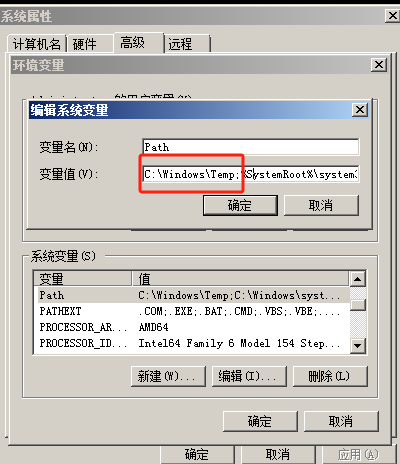 系统属性
计算机名 硬件 高级 远程
环境变量
编辑系统变量
变量名(N): Path
变量值(V): C:\Windows\Temp;%SystemRoot%\system3
确定 取消
系统变量(S)
变量 值
Path C:\Windows\Temp;C:\Windows\syst...
PATHEXT .COM;.EXE;.BAT;.CMD;.VBS;.VBE;....
PROCESSOR_AR... AMD64
PROCESSOR_ID... Intel64 Family 6 Model 154 Step...
新建(W)... 编辑(I)... 删除(L)
确定 取消
确定 取消 应用(A)